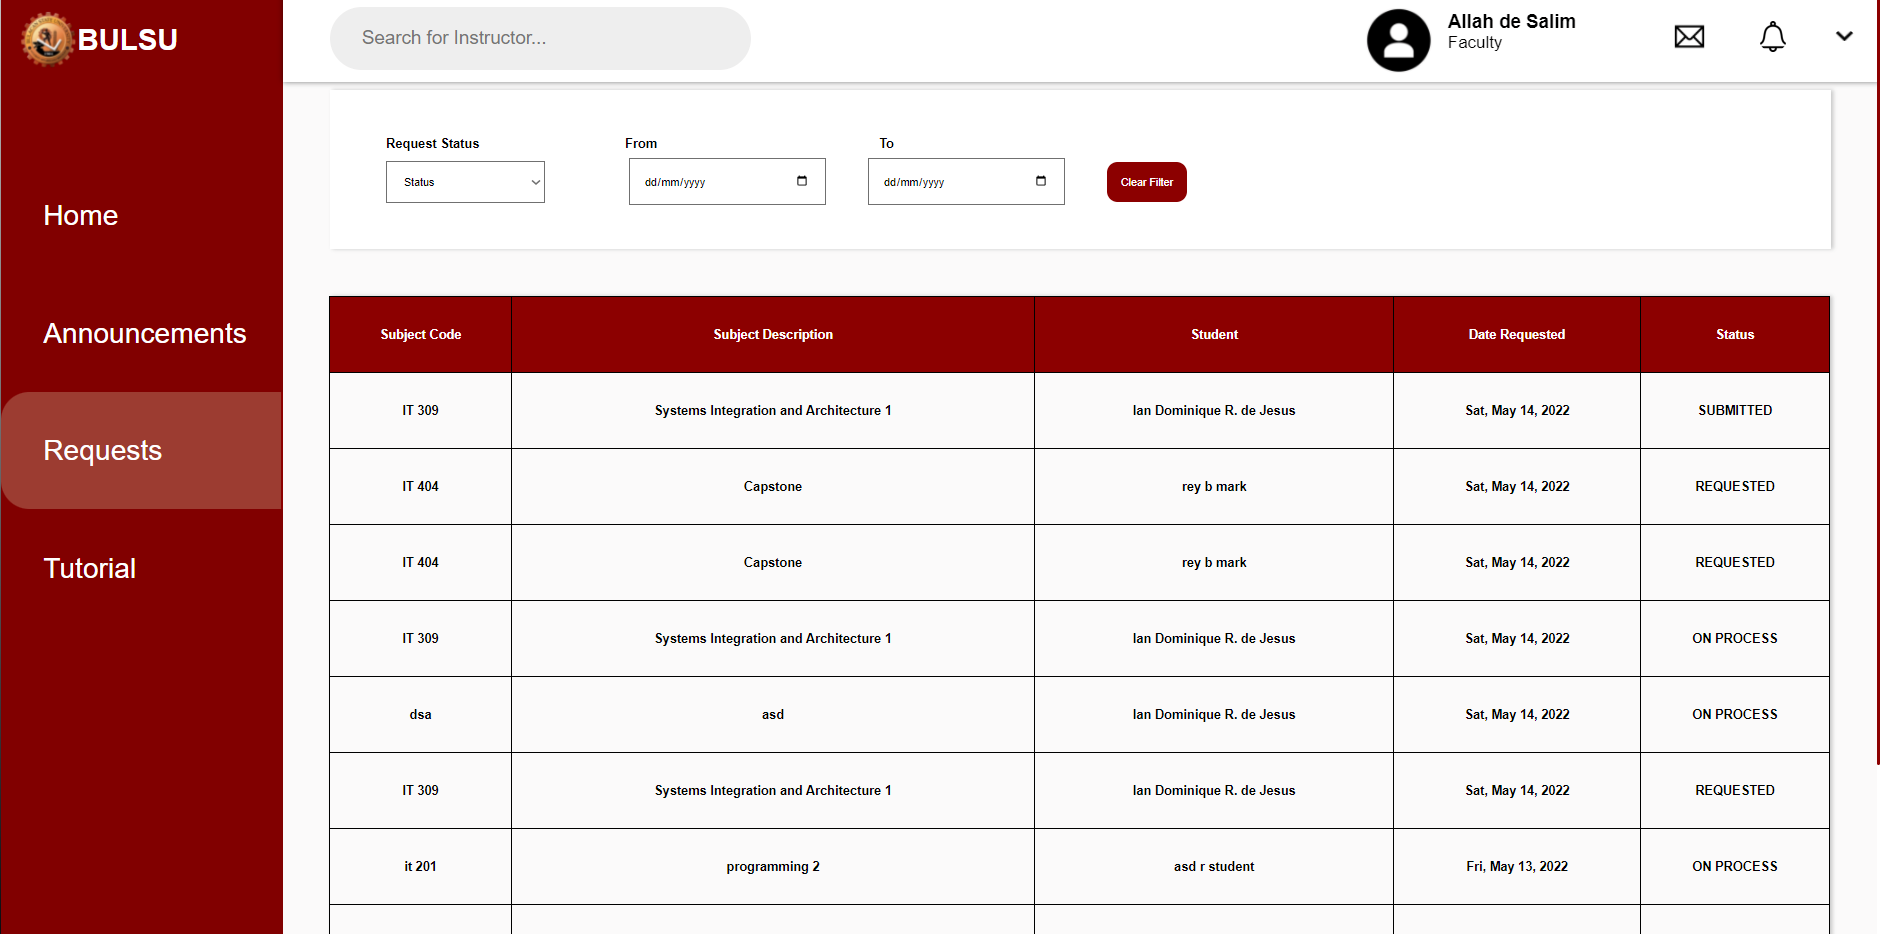 BULSU
Search for Instructor...
Allah de Salim
Faculty
Home
Announcements
Requests
Tutorial
Request Status From To
Status dd/mm/yyyy dd/mm/yyyy Clear Filter
Subject Code Subject Description Student Date Requested Status
IT 309 Systems Integration and Architecture 1 Ian Dominique R. de Jesus Sat, May 14, 2022 SUBMITTED
IT 404 Capstone rey b mark Sat, May 14, 2022 REQUESTED
IT 404 Capstone rey b mark Sat, May 14, 2022 REQUESTED
IT 309 Systems Integration and Architecture 1 Ian Dominique R. de Jesus Sat, May 14, 2022 ON PROCESS
dsa asd Ian Dominique R. de Jesus Sat, May 14, 2022 ON PROCESS
IT 309 Systems Integration and Architecture 1 Ian Dominique R. de Jesus Sat, May 14, 2022 REQUESTED
it 201 programming 2 asd r student Fri, May 13, 2022 ON PROCESS